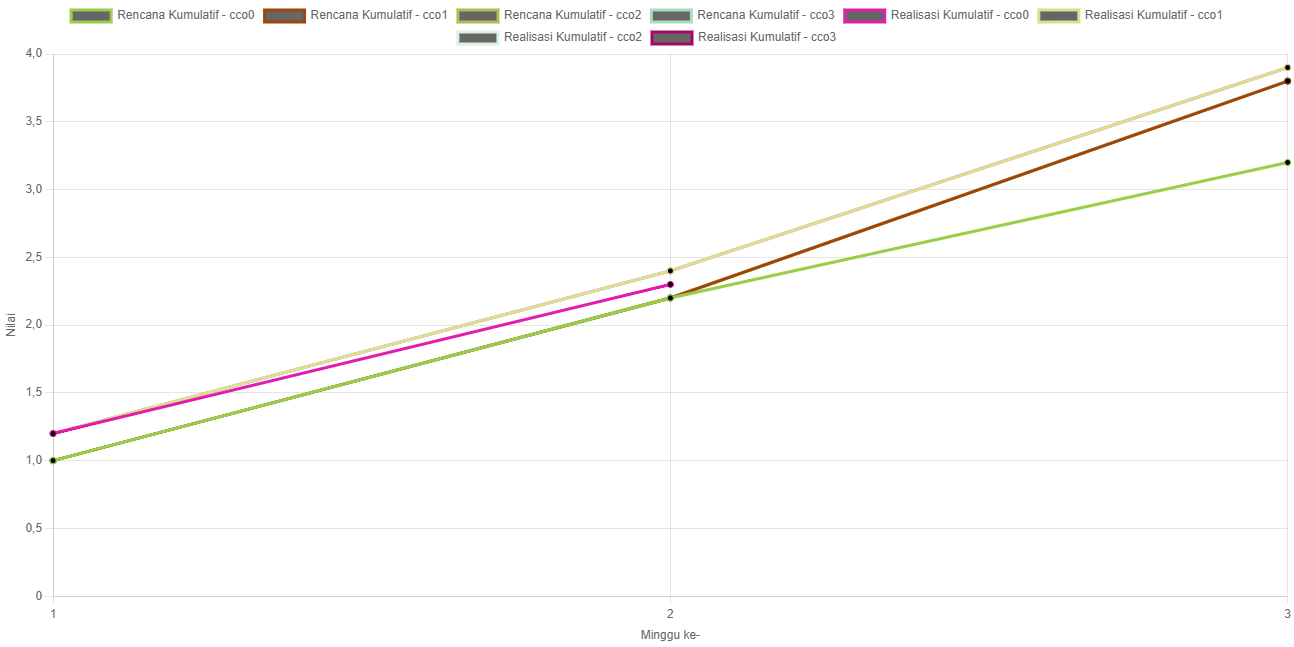 Rencana Kumulatif - cco0 Rencana Kumulatif - cco1 Rencana Kumulatif - cco2 Rencana Kumulatif - cco3 Realisasi Kumulatif - cco0 Realisasi Kumulatif - cco1
Realisasi Kumulatif - cco2 Realisasi Kumulatif - cco3
4,0
3,5
3,0
2,5
2,0
Nilai
1,5
1,0
0,5
0
1 2 3
Minggu ke-